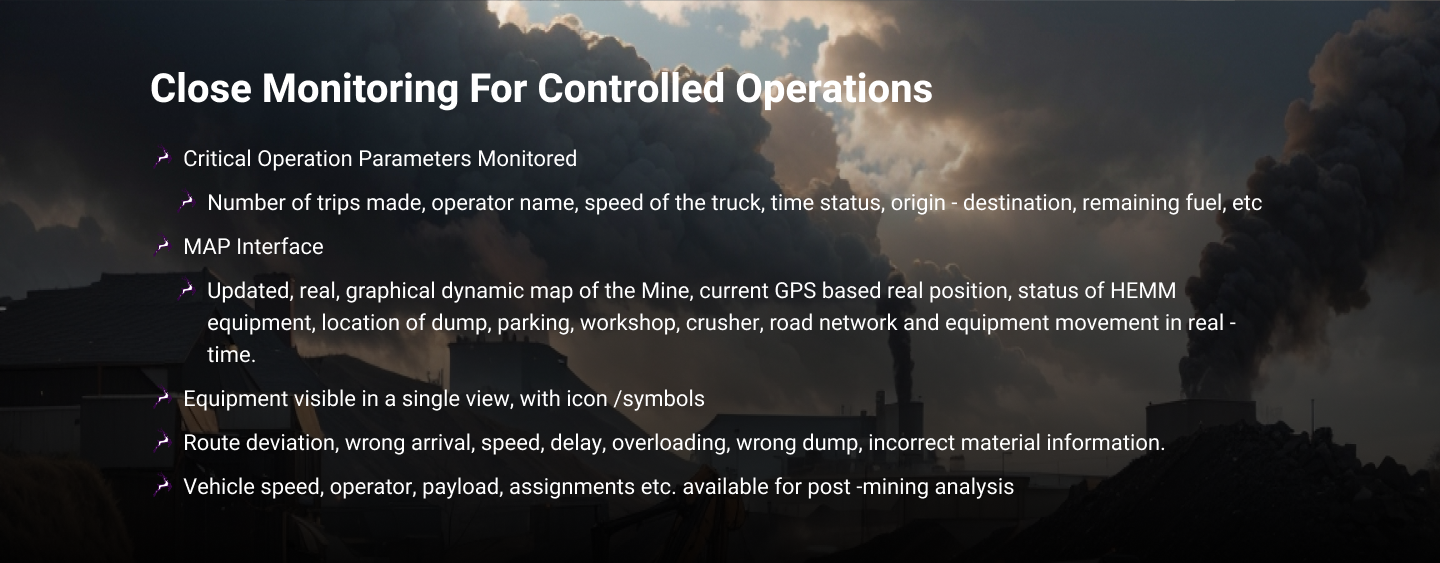 Close Monitoring For Controlled Operations
Critical Operation Parameters Monitored
Number of trips made, operator name, speed of the truck, time status, origin - destination, remaining fuel, etc
MAP Interface
Updated, real, graphical dynamic map of the Mine, current GPS based real position, status of HEMM
equipment, location of dump, parking, workshop, crusher, road network and equipment movement in real -
time.
Equipment visible in a single view, with icon /symbols
Route deviation, wrong arrival, speed, delay, overloading, wrong dump, incorrect material information.
Vehicle speed, operator, payload, assignments etc. available for post -mining analysis